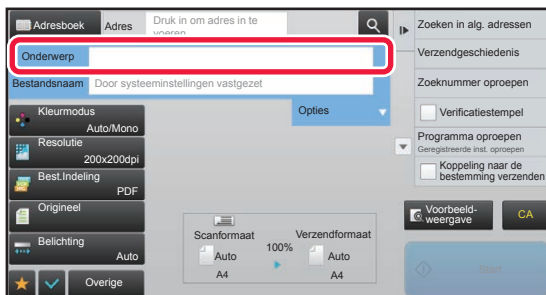 Adresboek
Adres
Druk in om adres in te
voeren
Onderwerp
Bestandsnaam
Door systeeminstellingen vastgezet
Opties
Kleurmodus
Auto/Mono
Resolutie
200x200dpi
Best.Indeling
PDF
Origineel
Belichting
Auto
Overige
Scanformaat
Auto
A4
100%
Verzendformaat
Auto
A4
Zoeken in alg. adressen
Verzendgeschiedenis
Zoeknummer oproepen
Verificatiestempel
Programma oproepen
Geregistreerde inst. oproepen
Koppeling naar de
bestemming verzenden
Voorbeeld-
weergave
CA
Start